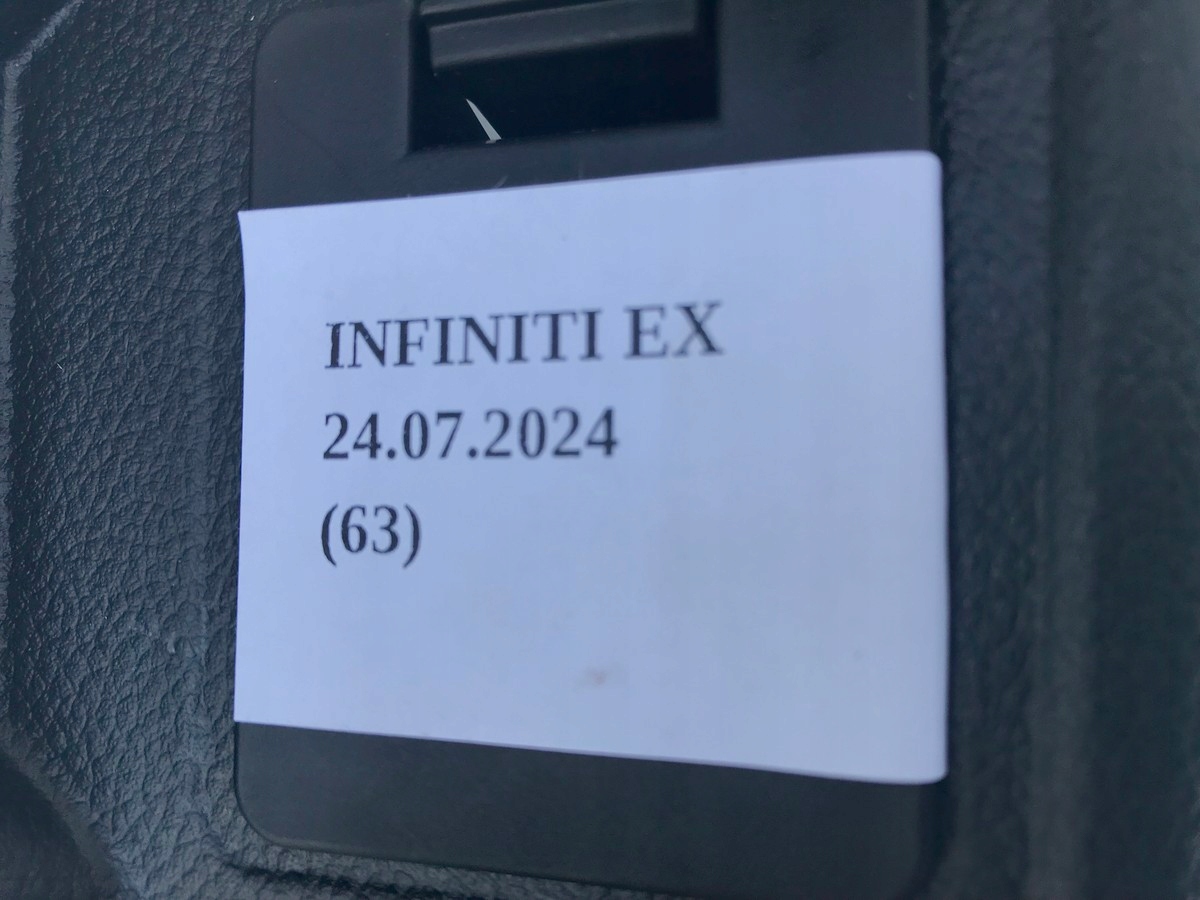 INFINITI EX
24.07.2024
(63)